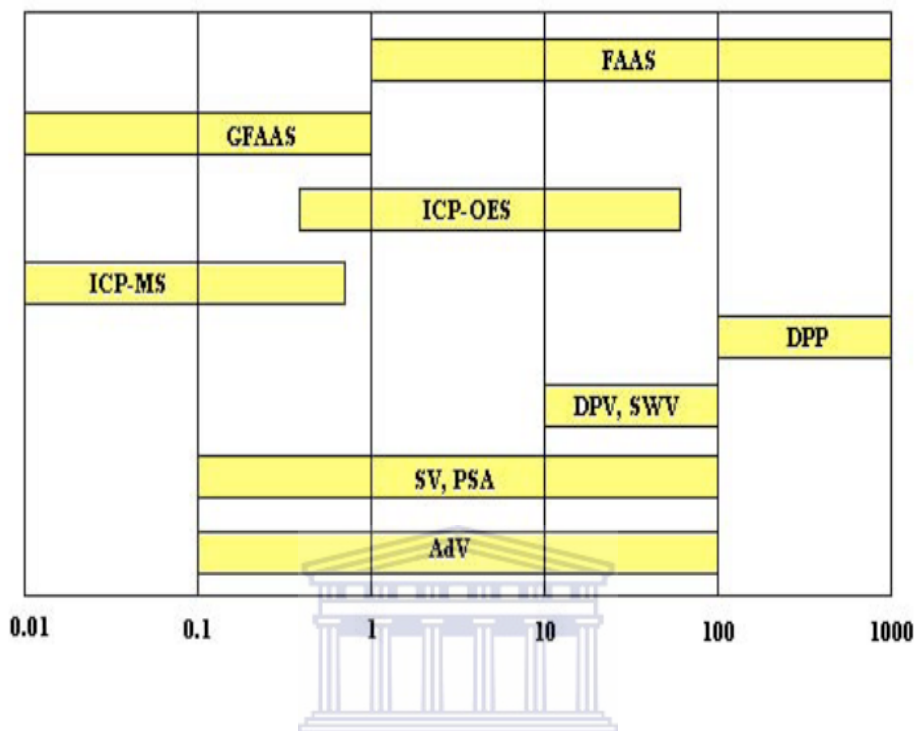 FAAS
GFAAS
ICP-OES
ICP-MS
DPP
DPV, SWV
SV, PSA
AdV
0.01 0.1 1 10 100 1000